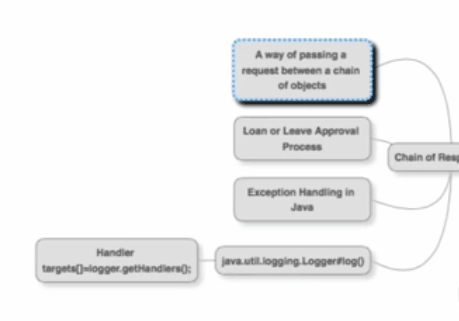 A way of passing a
request between a chain
of objects
Loan or Leave Approval
Process
Chain of Resp
Exception Handling in
Java
Handler
targets[]=logger.getHandlers();
java.util.logging.Logger#log()